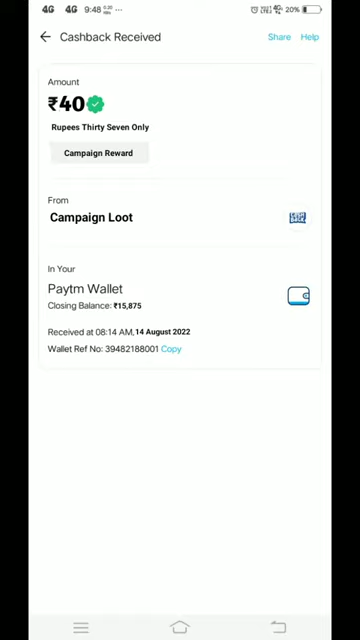 4G 4G 9:48 ...
20%
Cashback Received
Share Help
Amount
₹40
Rupees Thirty Seven Only
Campaign Reward
From
Campaign Loot
In Your
Paytm Wallet
Closing Balance: ₹15,875
Received at 08:14 AM, 14 August 2022
Wallet Ref No: 39482188001 Copy